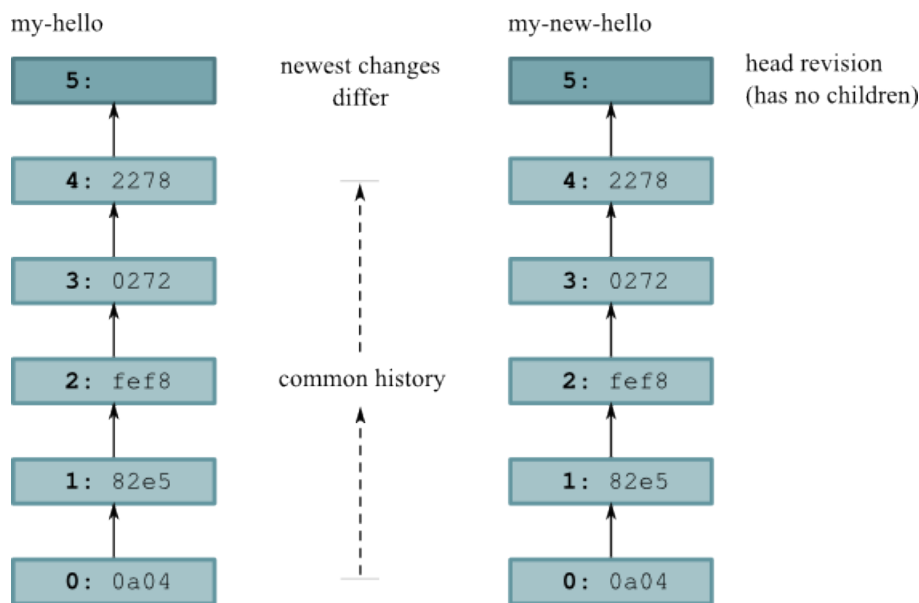 my-hello
my-new-hello
5:
newest changes
differ
5:
head revision
(has no children)
4: 2278
4: 2278
3: 0272
3: 0272
2: fef8
common history
2: fef8
1: 82e5
1: 82e5
0: 0a04
0: 0a04